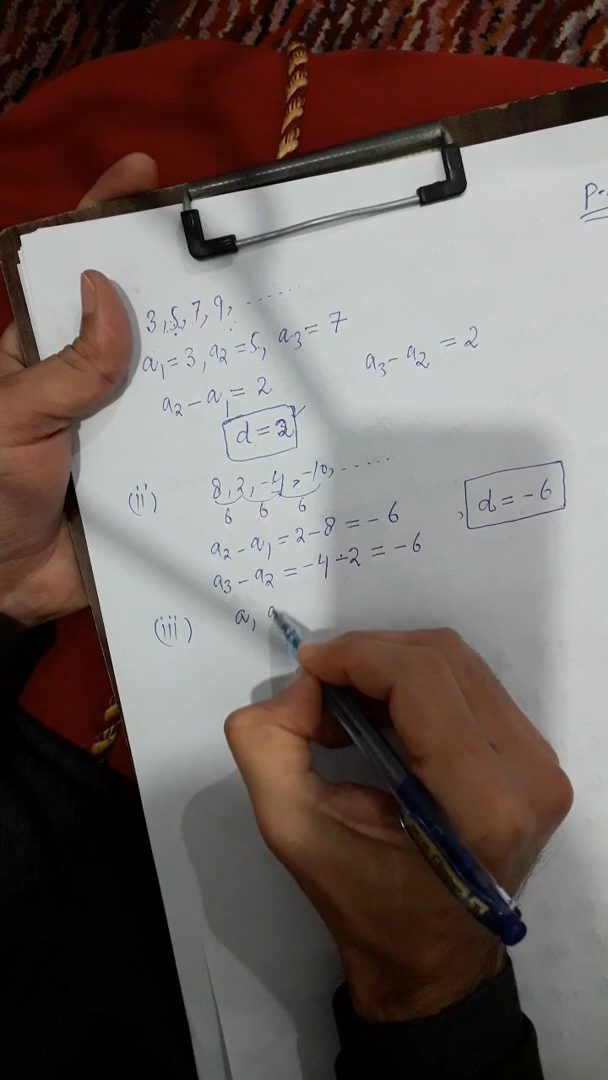 P-
3, 5, 7, 9, ......
a₁ = 3, a₂ = 5, a₃ = 7
a₂ - a₁ = 2
a₃ - a₂ = 2
d = 2
(ii) 8, 2, -4, -10, ......
6 6 6
a₂ - a₁ = 2 - 8 = -6 , d = -6
a₃ - a₂ = -4 - 2 = -6
(iii) a, a